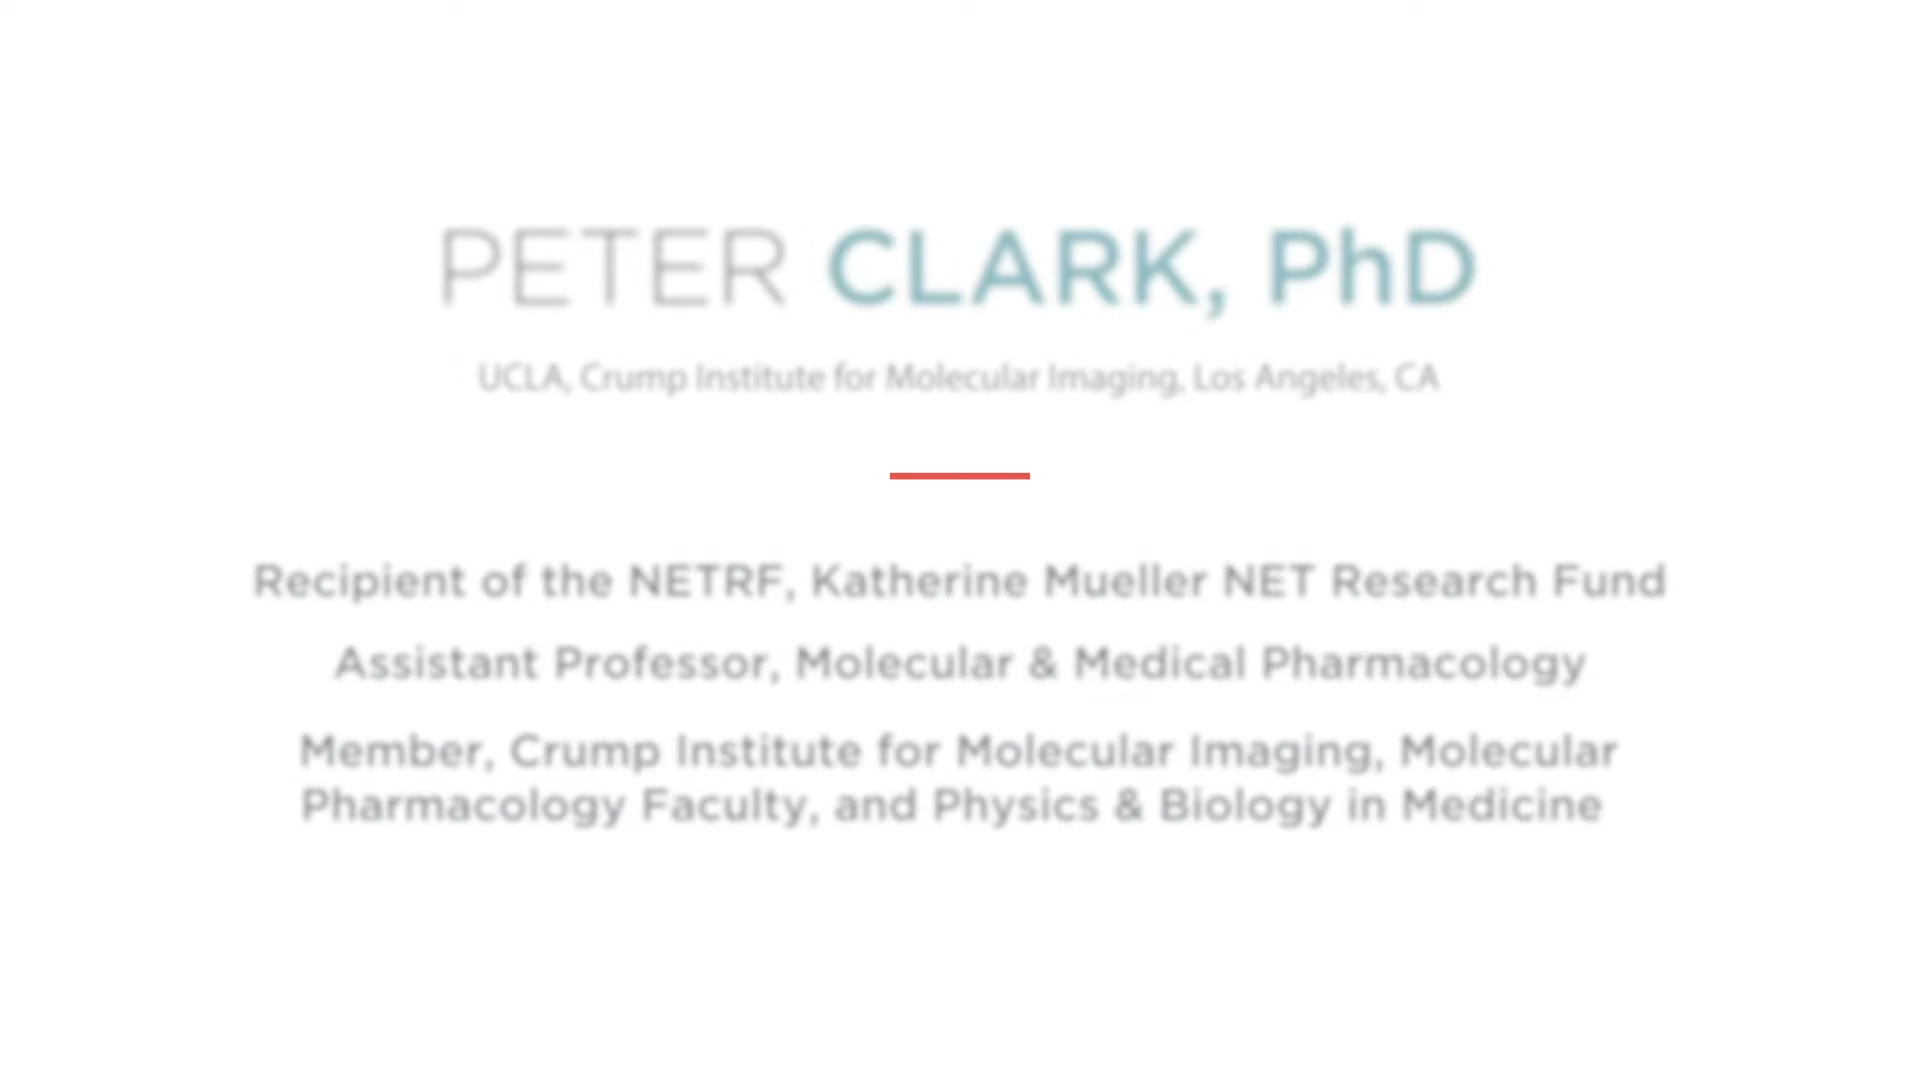 PETER CLARK, PhD
UCLA, Crump Institute for Molecular Imaging, Los Angeles, CA
Recipient of the NETRF, Katherine Mueller NET Research Fund
Assistant Professor, Molecular & Medical Pharmacology
Member, Crump Institute for Molecular Imaging, Molecular
Pharmacology Faculty, and Physics & Biology in Medicine